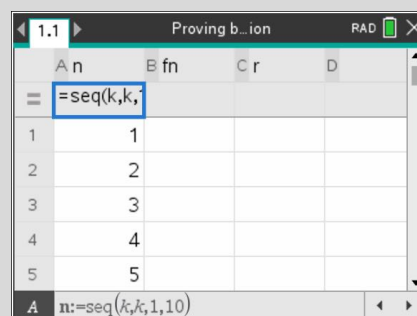 1.1 Proving b...ion RAD
A n B fn C r D
= =seq(k,k,1
1 1
2 2
3 3
4 4
5 5
A n:=seq(k,k,1,10)